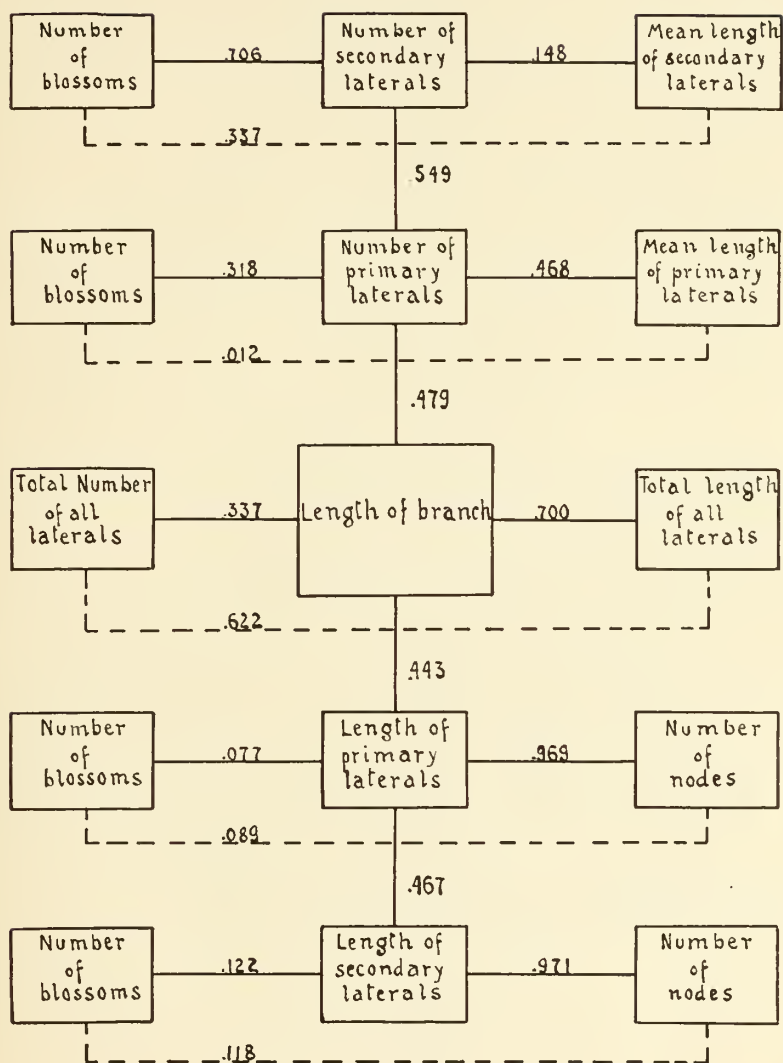 Number
of
blossoms
.706
Number of
secondary
laterals
.148
Mean length
of secondary
laterals
.337
.549
Number
of
blossoms
.318
Number of
primary
laterals
.468
Mean length
of primary
laterals
.012
.479
Total Number
of all
laterals
.337
Length of branch
.700
Total length
of all
laterals
.622
.443
Number
of
blossoms
.077
Length of
primary
laterals
.969
Number
of
nodes
.089
.467
Number
of
blossoms
.122
Length of
secondary
laterals
.971
Number
of
nodes
.118